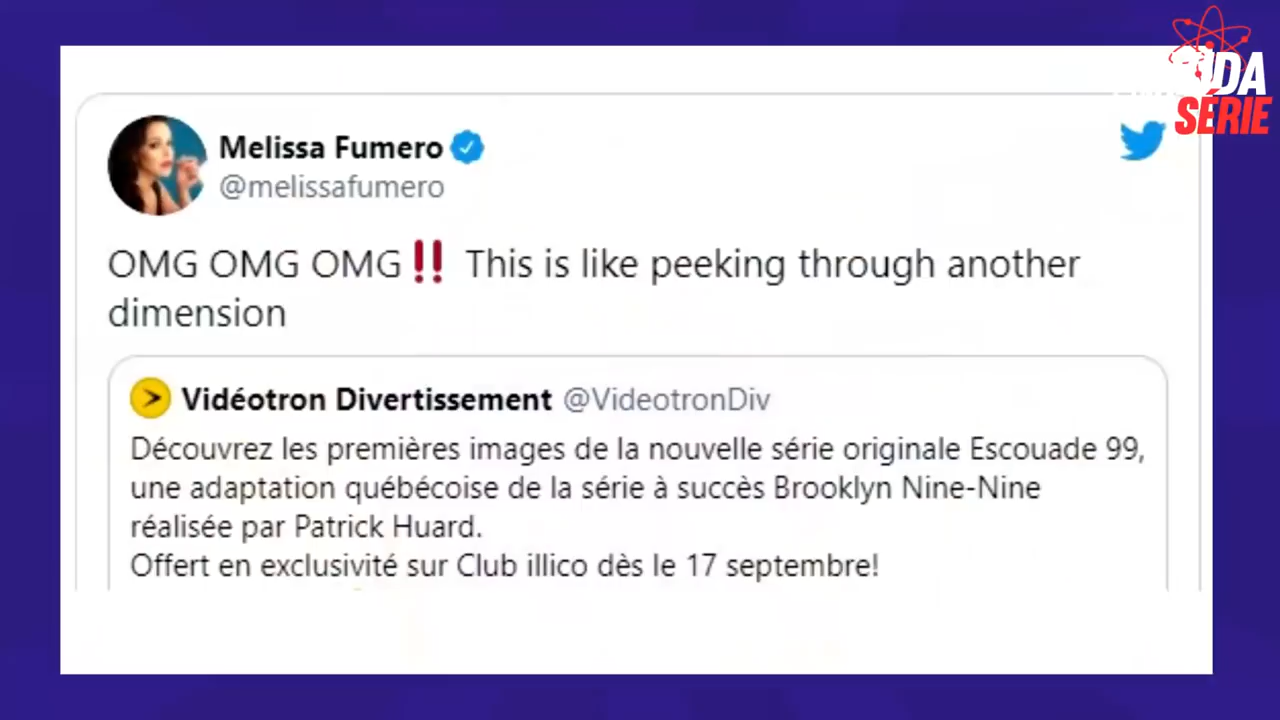 DA
SÉRIE
Melissa Fumero
@melissafumero
OMG OMG OMG‼️ This is like peeking through another
dimension
Vidéotron Divertissement @VideotronDiv
Découvrez les premières images de la nouvelle série originale Escouade 99,
une adaptation québécoise de la série à succès Brooklyn Nine-Nine
réalisée par Patrick Huard.
Offert en exclusivité sur Club illico dès le 17 septembre!